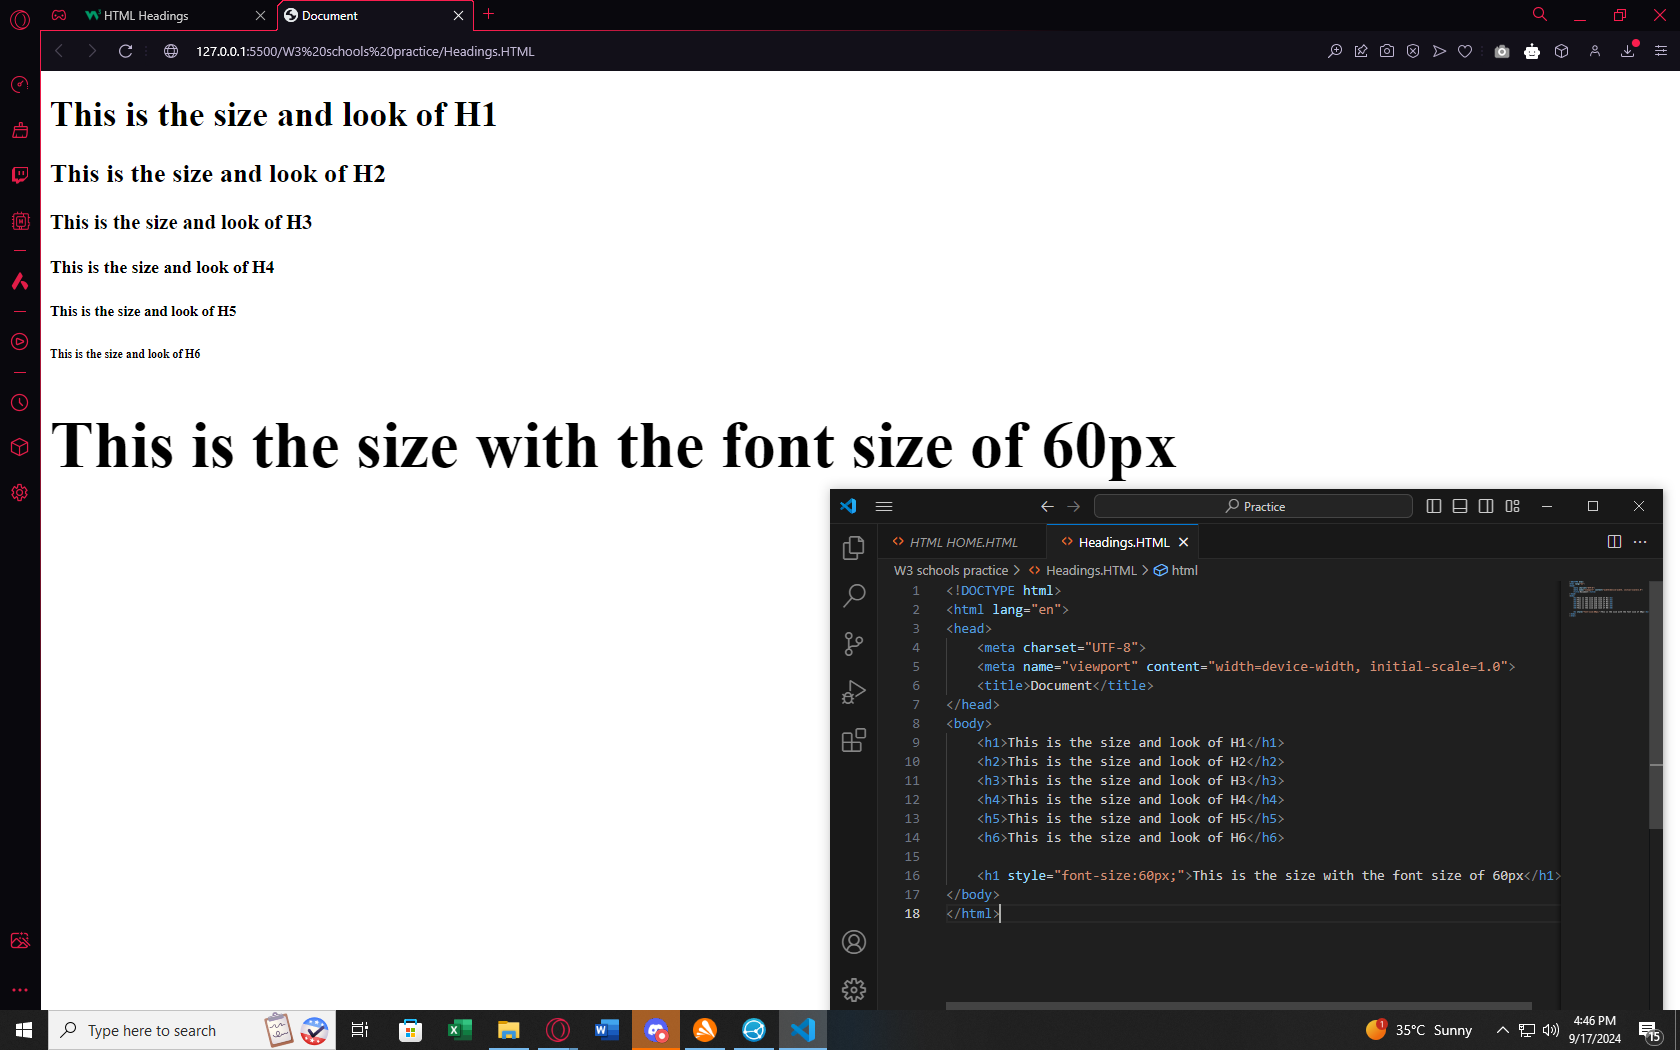 HTML Headings
Document
127.0.0.1:5500/W3%20schools%20practice/Headings.HTML
This is the size and look of H1
This is the size and look of H2
This is the size and look of H3
This is the size and look of H4
This is the size and look of H5
This is the size and look of H6
This is the size with the font size of 60px
Practice
HTML HOME.HTML
Headings.HTML
W3 schools practice > Headings.HTML > html
1 <!DOCTYPE html>
2 <html lang="en">
3 <head>
4 <meta charset="UTF-8">
5 <meta name="viewport" content="width=device-width, initial-scale=1.0">
6 <title>Document</title>
7 </head>
8 <body>
9 <h1>This is the size and look of H1</h1>
10 <h2>This is the size and look of H2</h2>
11 <h3>This is the size and look of H3</h3>
12 <h4>This is the size and look of H4</h4>
13 <h5>This is the size and look of H5</h5>
14 <h6>This is the size and look of H6</h6>
15
16 <h1 style="font-size:60px;">This is the size with the font size of 60px</h1>
17 </body>
18 </html>
Type here to search
1
35°C Sunny
4:46 PM
9/17/2024
15